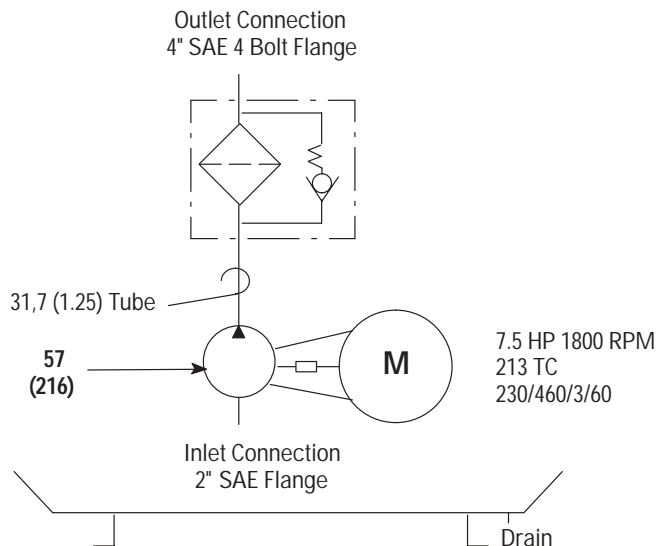 Outlet Connection
4" SAE 4 Bolt Flange
31,7 (1.25) Tube
57
(216)
M
7.5 HP 1800 RPM
213 TC
230/460/3/60
Inlet Connection
2" SAE Flange
Drain